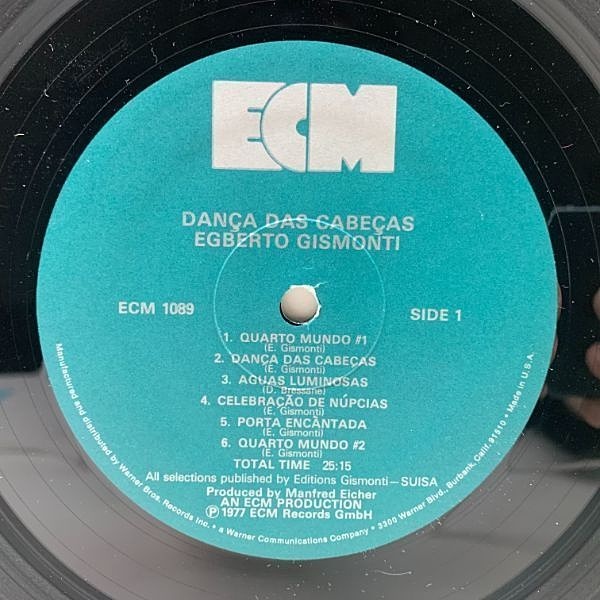 ECM
DANÇA DAS CABEÇAS
EGBERTO GISMONTI
ECM 1089
SIDE 1
1. QUARTO MUNDO #1
(E. Gismonti)
2. DANÇA DAS CABEÇAS
(E. Gismonti)
3. AGUAS LUMINOSAS
(D. Bressane)
4. CELEBRAÇÃO DE NÚPCIAS
(E. Gismonti)
5. PORTA ENCANTADA
(E. Gismonti)
6. QUARTO MUNDO #2
(E. Gismonti)
TOTAL TIME 25:15
All selections published by Editions Gismonti—SUISA
Produced by Manfred Eicher
AN ECM PRODUCTION
Ⓟ 1977 ECM Records GmbH
Manufactured and distributed by Warner Bros. Records Inc. • a Warner Communications Company • 3300 Warner Blvd., Burbank, Calif. 91510 • Made in U.S.A.